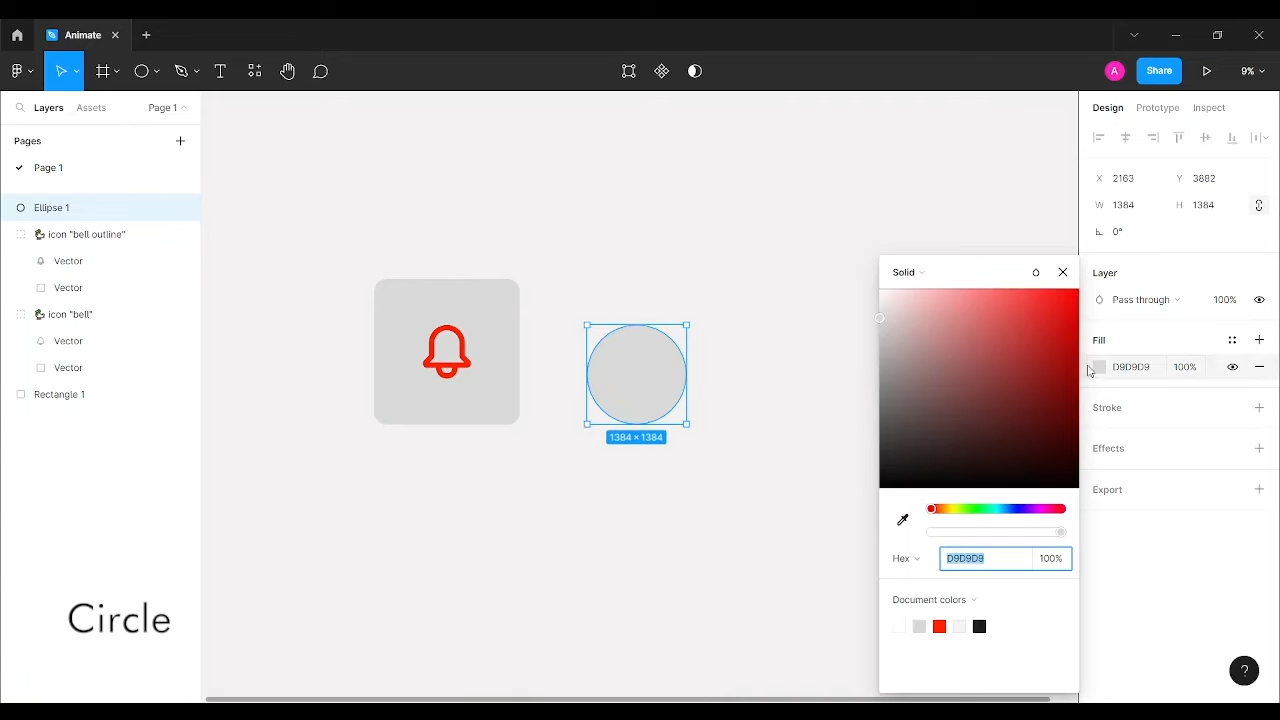 Animate
Share
9%
Layers
Assets
Page 1
Pages
Page 1
Ellipse 1
icon "bell outline"
Vector
Vector
icon "bell"
Vector
Vector
Rectangle 1
1384 × 1384
Circle
Solid
Hex
D9D9D9
100%
Document colors
Design
Prototype
Inspect
X 2163
Y 3882
W 1384
H 1384
0°
Layer
Pass through
100%
Fill
D9D9D9
100%
Stroke
Effects
Export
A
?